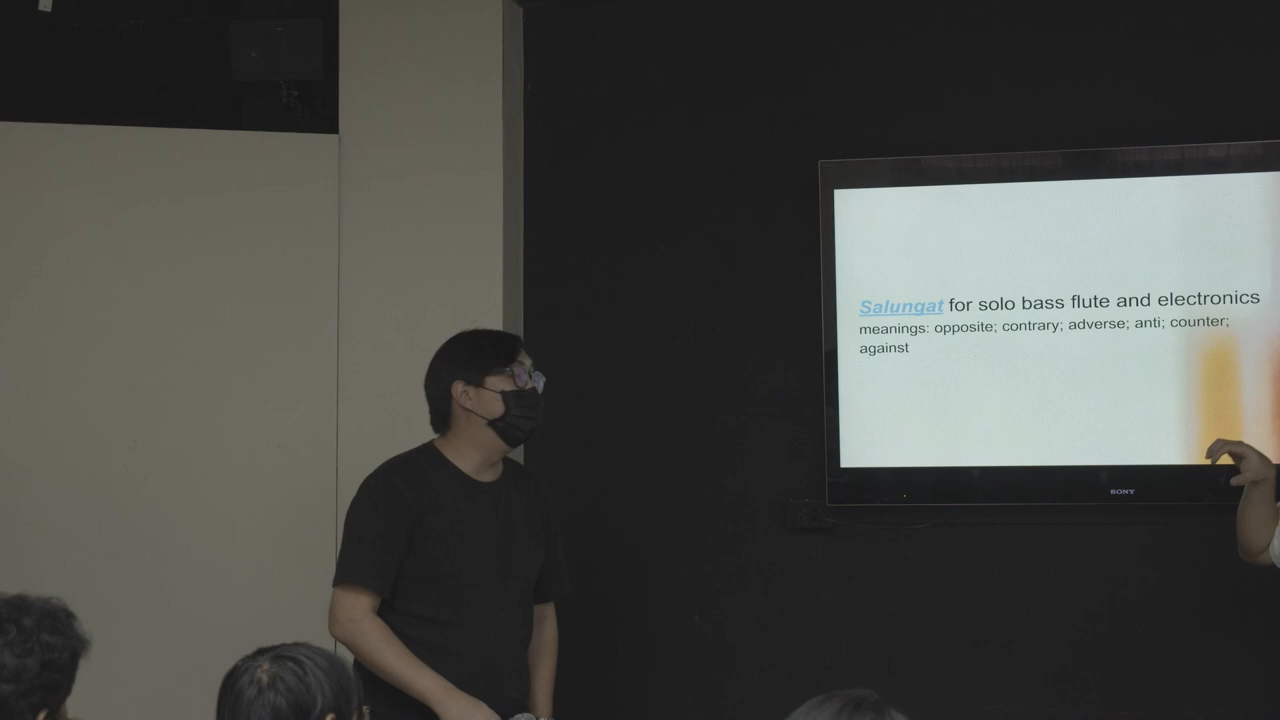 Salungat for solo bass flute and electronics
meanings: opposite; contrary; adverse; anti; counter;
against
SONY